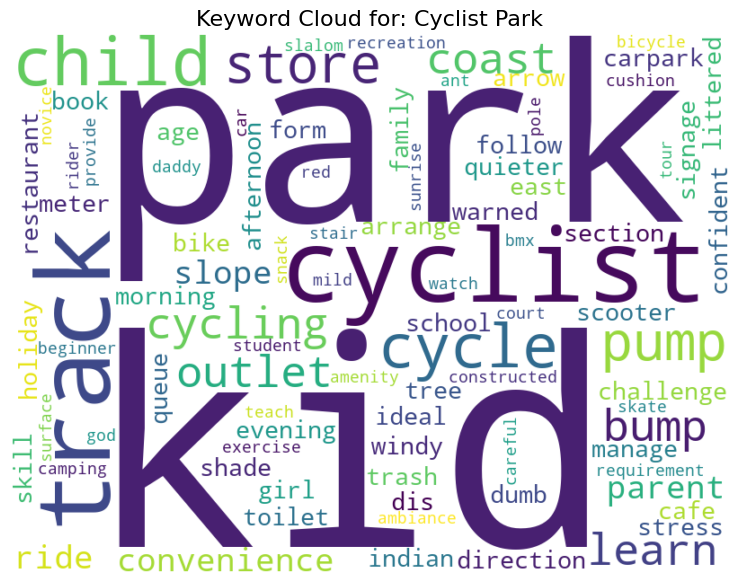 Keyword Cloud for: Cyclist Park
slalom
recreation
bicycle
child
store
coast
carpark
ant
arrow
cushion
littered
novice
book
park
car
pole
age
form
family
follow
signage
restaurant
rider
provide
daddy
red
afternoon
sunrise
quieter
tour
east
meter
warned
confident
track
bike
stair
arrange
section
cyclist
bmx
snack
slope
mild
watch
morning
holiday
cycling
school
court
scooter
beginner
student
cycle
pump
outlet
constructed
amenity
tree
queue
kid
challenge
teach
ideal
skate
surface
god
evening
bump
skill
exercise
windy
careful
manage
camping
shade
trash
requirement
girl
dis
dumb
parent
toilet
ambiance
cafe
stress
ride
convenience
indian
direction
learn